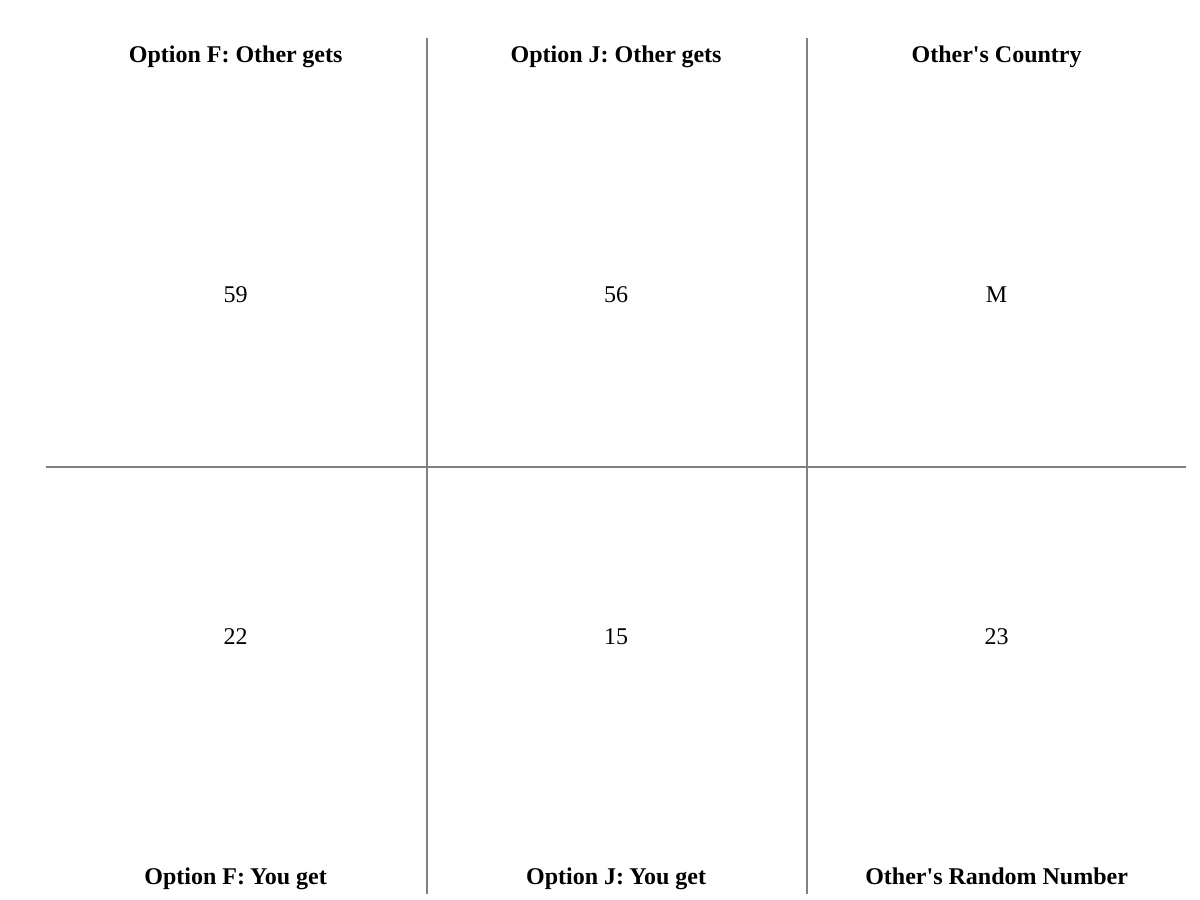 Option F: Other gets
Option J: Other gets
Other's Country
59
56
M
22
15
23
Option F: You get
Option J: You get
Other's Random Number